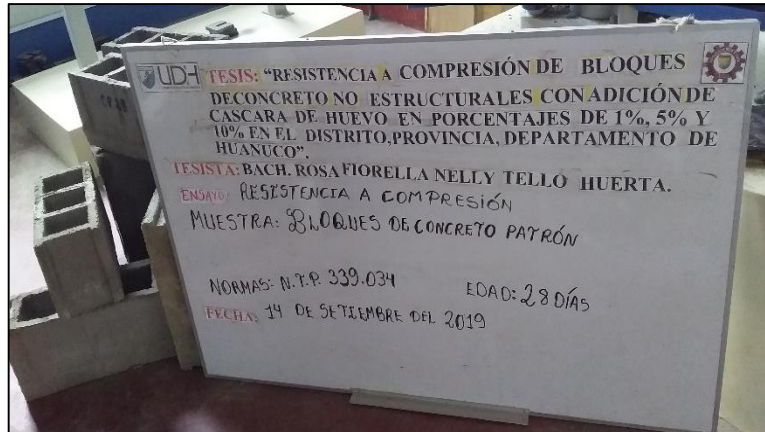 UDH TESIS: “RESISTENCIA A COMPRESIÓN DE BLOQUES
DECONCRETO NO ESTRUCTURALES CON ADICIÓN DE
CASCARA DE HUEVO EN PORCENTAJES DE 1%, 5% Y
10% EN EL DISTRITO,PROVINCIA, DEPARTAMENTO DE
HUANUCO”.
TESISTA: BACH. ROSA FIORELLA NELLY TELLO HUERTA.
ENSAYO: RESISTENCIA A COMPRESIÓN
MUESTRA: BLOQUES DE CONCRETO PATRÓN
NORMAS: N.T.P. 339.034 EDAD: 28 DÍAS
FECHA: 14 DE SETIEMBRE DEL 2019